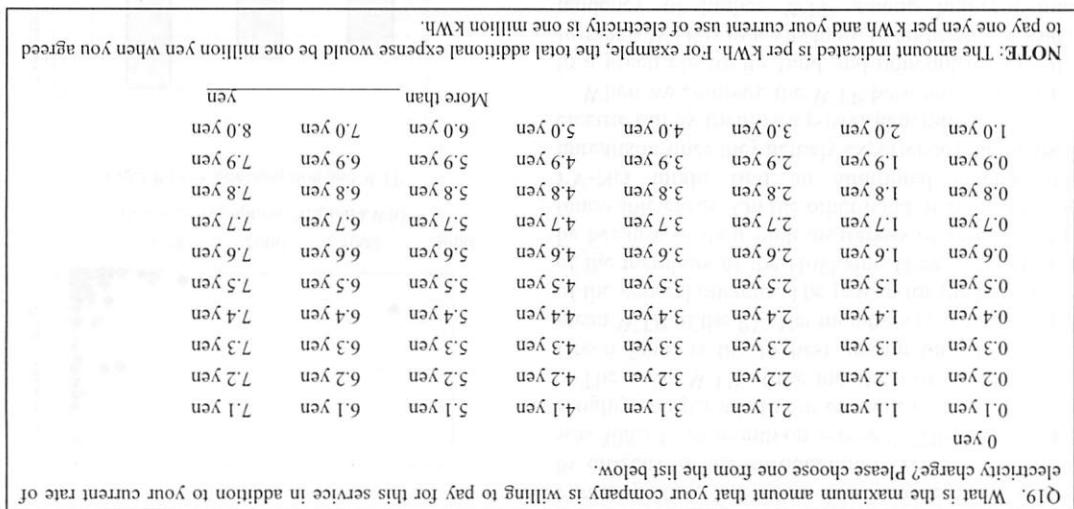 Q19. What is the maximum amount that your company is willing to pay for this service in addition to your current rate of
electricity charge? Please choose one from the list below.
0 yen
0.1 yen 1.1 yen 2.1 yen 3.1 yen 4.1 yen 5.1 yen 6.1 yen 7.1 yen
0.2 yen 1.2 yen 2.2 yen 3.2 yen 4.2 yen 5.2 yen 6.2 yen 7.2 yen
0.3 yen 1.3 yen 2.3 yen 3.3 yen 4.3 yen 5.3 yen 6.3 yen 7.3 yen
0.4 yen 1.4 yen 2.4 yen 3.4 yen 4.4 yen 5.4 yen 6.4 yen 7.4 yen
0.5 yen 1.5 yen 2.5 yen 3.5 yen 4.5 yen 5.5 yen 6.5 yen 7.5 yen
0.6 yen 1.6 yen 2.6 yen 3.6 yen 4.6 yen 5.6 yen 6.6 yen 7.6 yen
0.7 yen 1.7 yen 2.7 yen 3.7 yen 4.7 yen 5.7 yen 6.7 yen 7.7 yen
0.8 yen 1.8 yen 2.8 yen 3.8 yen 4.8 yen 5.8 yen 6.8 yen 7.8 yen
0.9 yen 1.9 yen 2.9 yen 3.9 yen 4.9 yen 5.9 yen 6.9 yen 7.9 yen
1.0 yen 2.0 yen 3.0 yen 4.0 yen 5.0 yen 6.0 yen 7.0 yen 8.0 yen
More than ________ yen
NOTE: The amount indicated is per kWh. For example, the total additional expense would be one million yen when you agreed
to pay one yen per kWh and your current use of electricity is one million kWh.